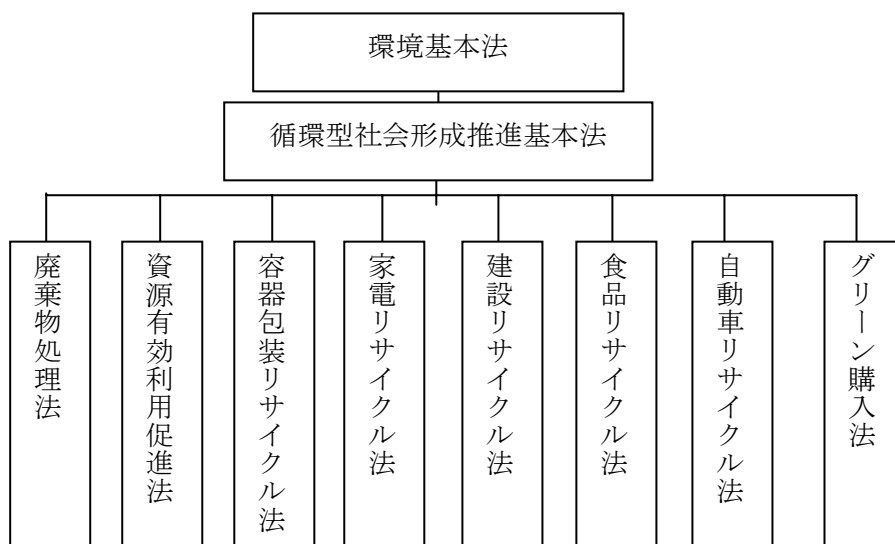 環境基本法
循環型社会形成推進基本法
廃棄物処理法
資源有効利用促進法
容器包装リサイクル法
家電リサイクル法
建設リサイクル法
食品リサイクル法
自動車リサイクル法
グリーン購入法